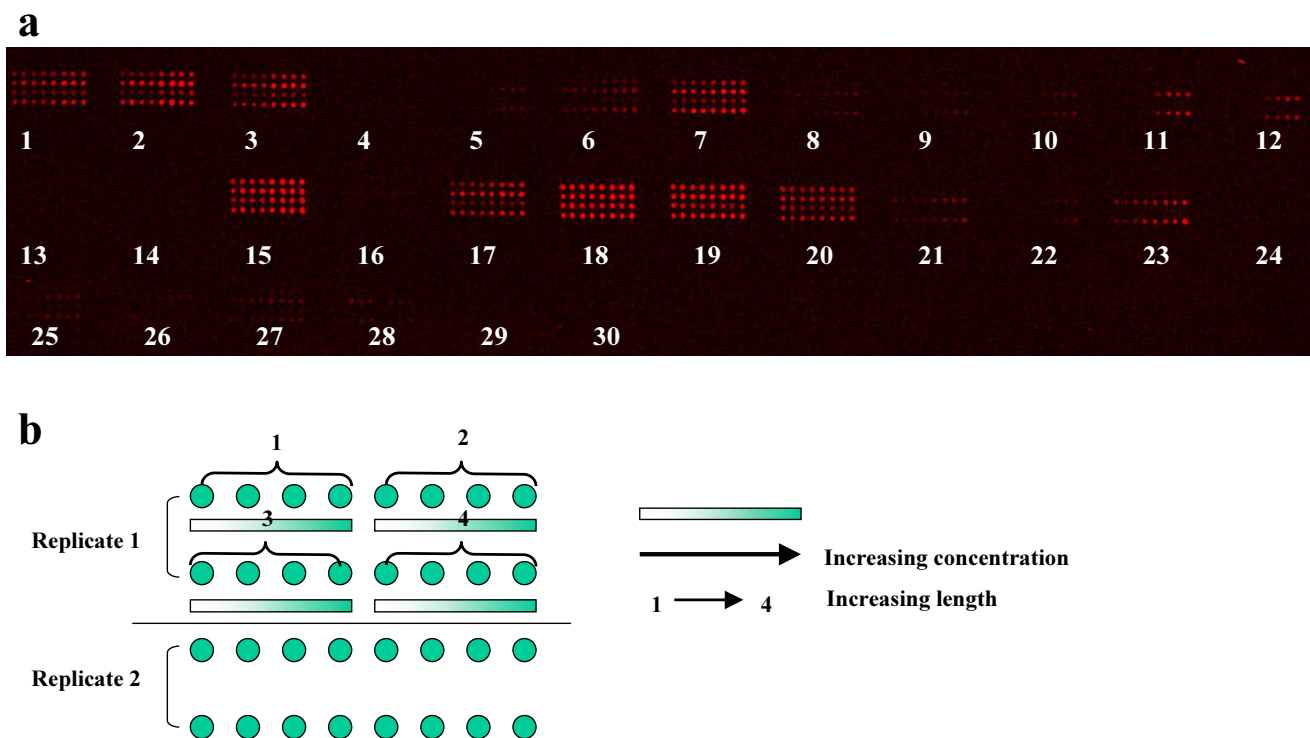 a
1 2 3 4 5 6 7 8 9 10 11 12
13 14 15 16 17 18 19 20 21 22 23 24
25 26 27 28 29 30
b
1 2
Replicate 1
3 4
Increasing concentration
1 4 Increasing length
Replicate 2